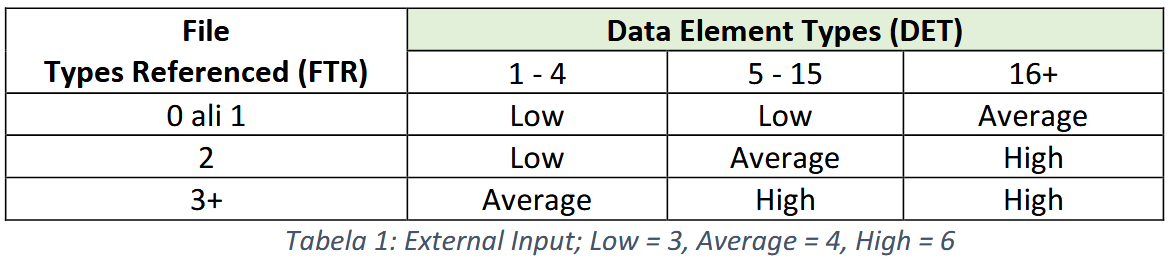 File
Types Referenced (FTR)
Data Element Types (DET)
1 - 4
5 - 15
16+
0 ali 1
Low
Low
Average
2
Low
Average
High
3+
Average
High
High
Tabela 1: External Input; Low = 3, Average = 4, High = 6